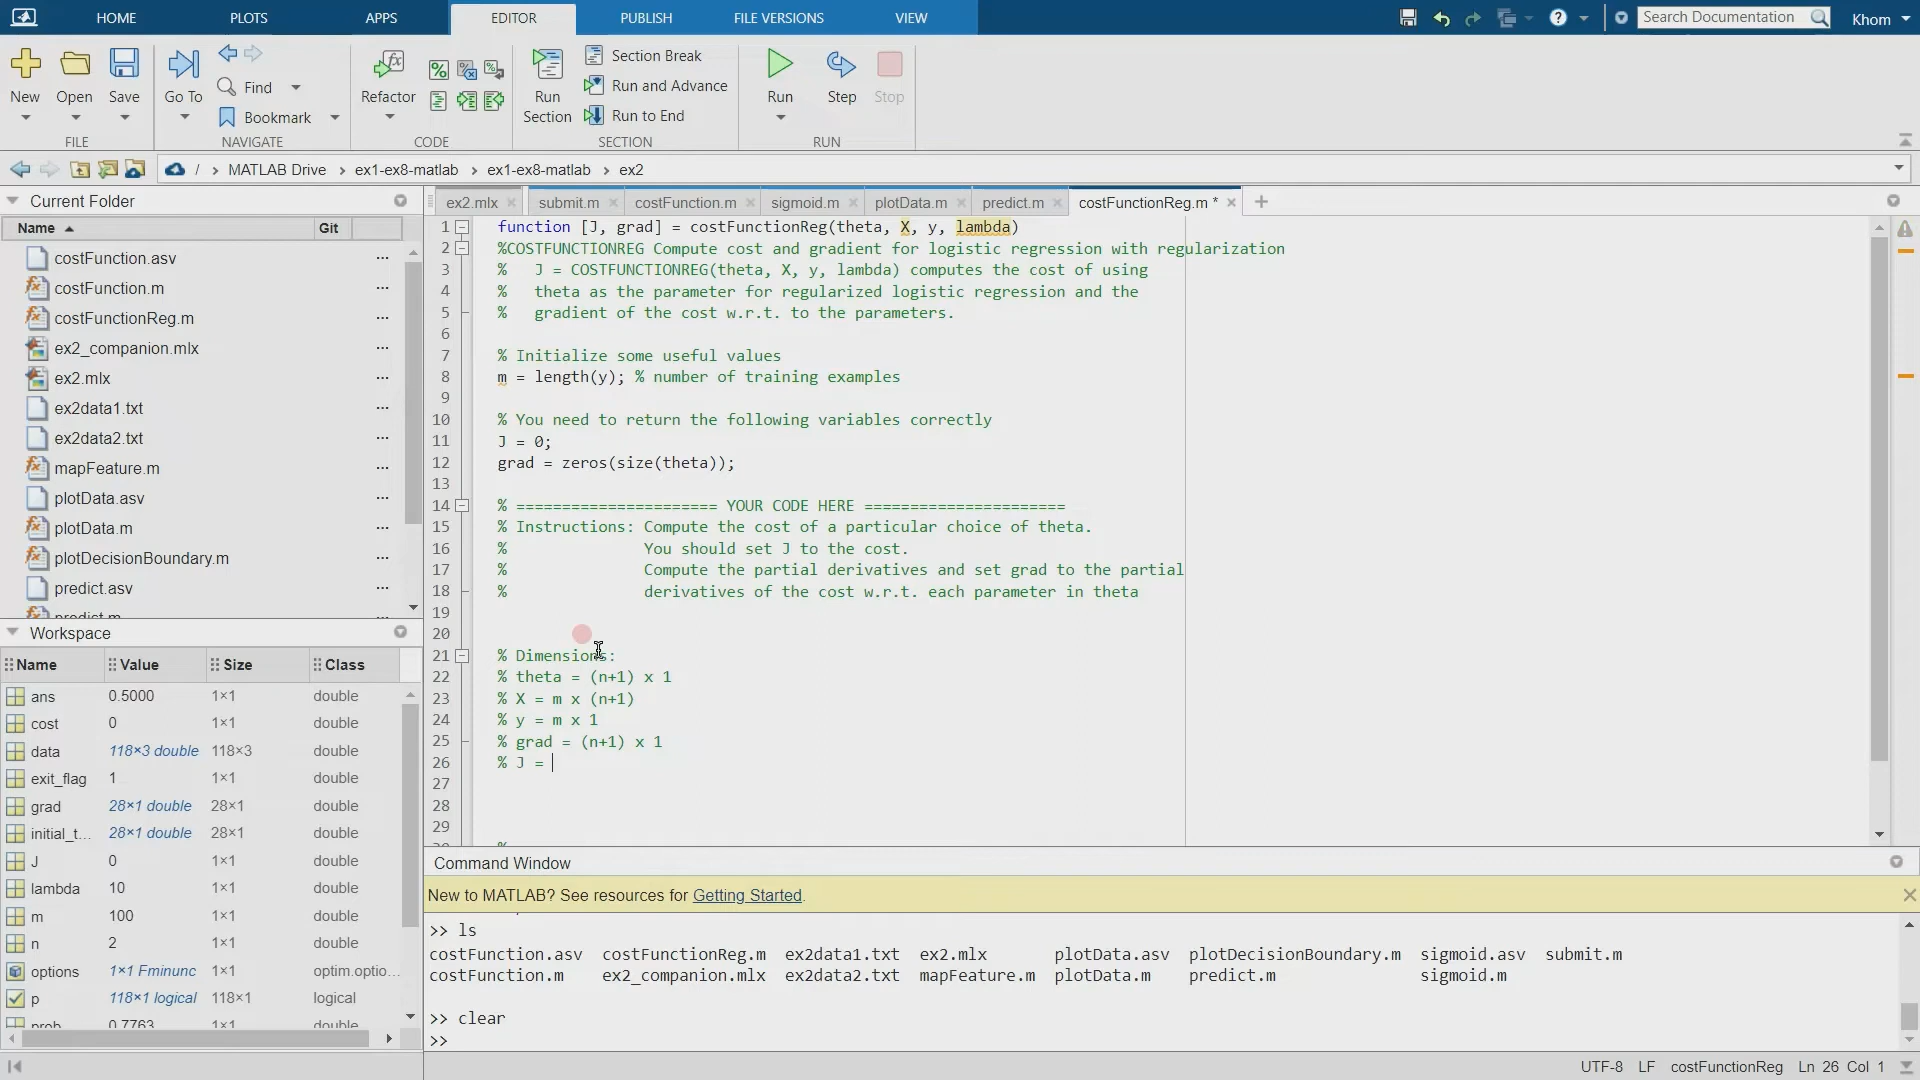 HOME PLOTS APPS EDITOR PUBLISH FILE VERSIONS VIEW Search Documentation Khom
New Open Save Go To Find Bookmark Refactor Run Section Section Break Run and Advance Run to End Run Step Stop
FILE NAVIGATE CODE SECTION RUN
/ › MATLAB Drive › ex1-ex8-matlab › ex1-ex8-matlab › ex2
Current Folder
Name Git
costFunction.asv
costFunction.m
costFunctionReg.m
ex2_companion.mlx
ex2.mlx
ex2data1.txt
ex2data2.txt
mapFeature.m
plotData.asv
plotData.m
plotDecisionBoundary.m
predict.asv
predict.m
Workspace
Name Value Size Class
ans 0.5000 1×1 double
cost 0 1×1 double
data 118×3 double 118×3 double
exit_flag 1 1×1 double
grad 28×1 double 28×1 double
initial_t... 28×1 double 28×1 double
J 0 1×1 double
lambda 10 1×1 double
m 100 1×1 double
n 2 1×1 double
options 1×1 Fminunc 1×1 optim.optio...
p 118×1 logical 118×1 logical
prob 0.7763 1×1 double
ex2.mlx submit.m costFunction.m sigmoid.m plotData.m predict.m costFunctionReg.m *
1 function [J, grad] = costFunctionReg(theta, X, y, lambda)
2 %COSTFUNCTIONREG Compute cost and gradient for logistic regression with regularization
3 %   J = COSTFUNCTIONREG(theta, X, y, lambda) computes the cost of using
4 %   theta as the parameter for regularized logistic regression and the
5 %   gradient of the cost w.r.t. to the parameters.
6
7 % Initialize some useful values
8 m = length(y); % number of training examples
9
10 % You need to return the following variables correctly
11 J = 0;
12 grad = zeros(size(theta));
13
14 % ====================== YOUR CODE HERE ======================
15 % Instructions: Compute the cost of a particular choice of theta.
16 %               You should set J to the cost.
17 %               Compute the partial derivatives and set grad to the partial
18 %               derivatives of the cost w.r.t. each parameter in theta
19
20
21 % Dimensions:
22 % theta = (n+1) x 1
23 % X = m x (n+1)
24 % y = m x 1
25 % grad = (n+1) x 1
26 % J =
27
28
29
Command Window
New to MATLAB? See resources for Getting Started.
>> ls
costFunction.asv costFunctionReg.m ex2data1.txt ex2.mlx plotData.asv plotDecisionBoundary.m sigmoid.asv submit.m
costFunction.m ex2_companion.mlx ex2data2.txt mapFeature.m plotData.m predict.m sigmoid.m
>> clear
>>
UTF-8 LF costFunctionReg Ln 26 Col 1